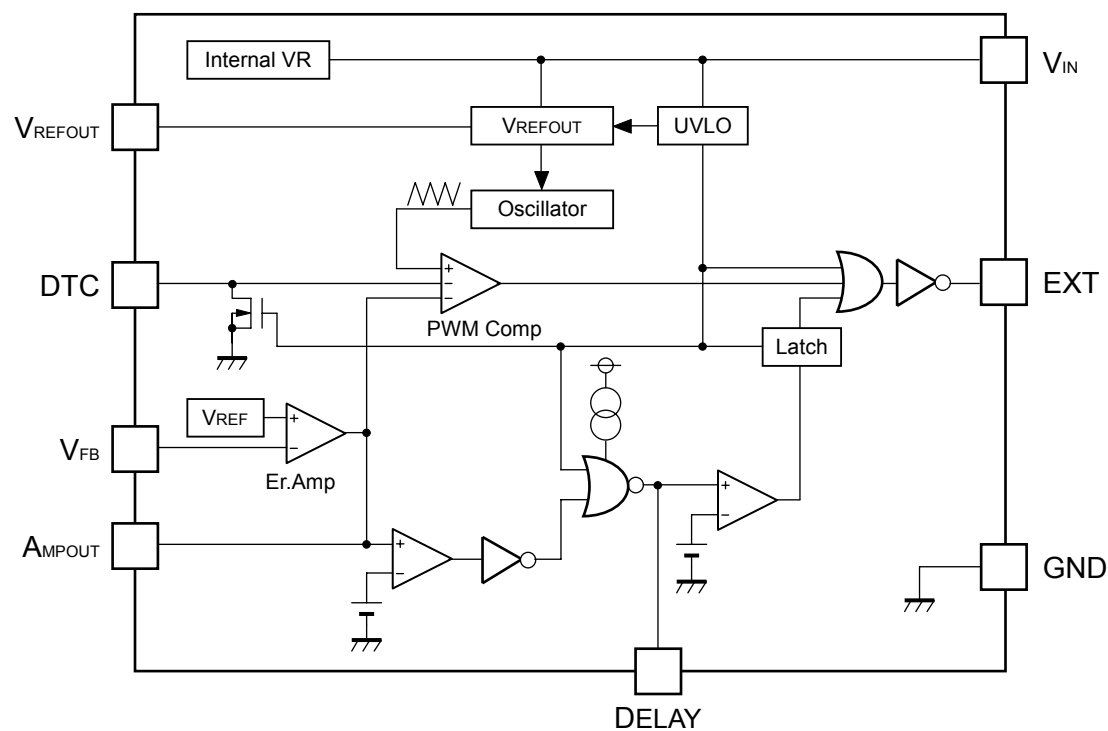 Internal VR
VIN
VREFOUT
VREFOUT
UVLO
Oscillator
DTC
+
−
−
PWM Comp
EXT
Latch
VREF
+
−
VFB
Er.Amp
+
−
AMPOUT
+
−
GND
DELAY